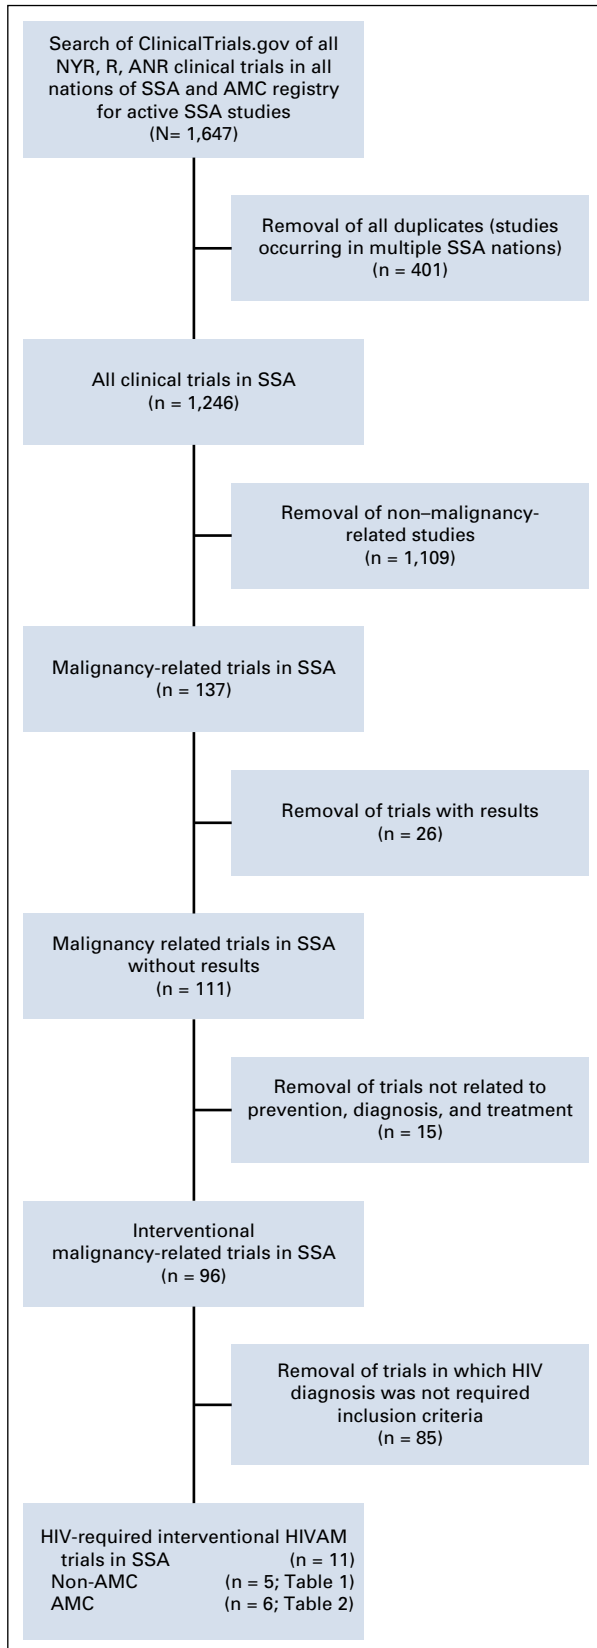 Search of ClinicalTrials.gov of all
NYR, R, ANR clinical trials in all
nations of SSA and AMC registry
for active SSA studies
(N= 1,647)
Removal of all duplicates (studies
occurring in multiple SSA nations)
(n = 401)
All clinical trials in SSA
(n = 1,246)
Removal of non–malignancy-
related studies
(n = 1,109)
Malignancy-related trials in SSA
(n = 137)
Removal of trials with results
(n = 26)
Malignancy related trials in SSA
without results
(n = 111)
Removal of trials not related to
prevention, diagnosis, and treatment
(n = 15)
Interventional
malignancy-related trials in SSA
(n = 96)
Removal of trials in which HIV
diagnosis was not required
inclusion criteria
(n = 85)
HIV-required interventional HIVAM
trials in SSA (n = 11)
Non-AMC (n = 5; Table 1)
AMC (n = 6; Table 2)